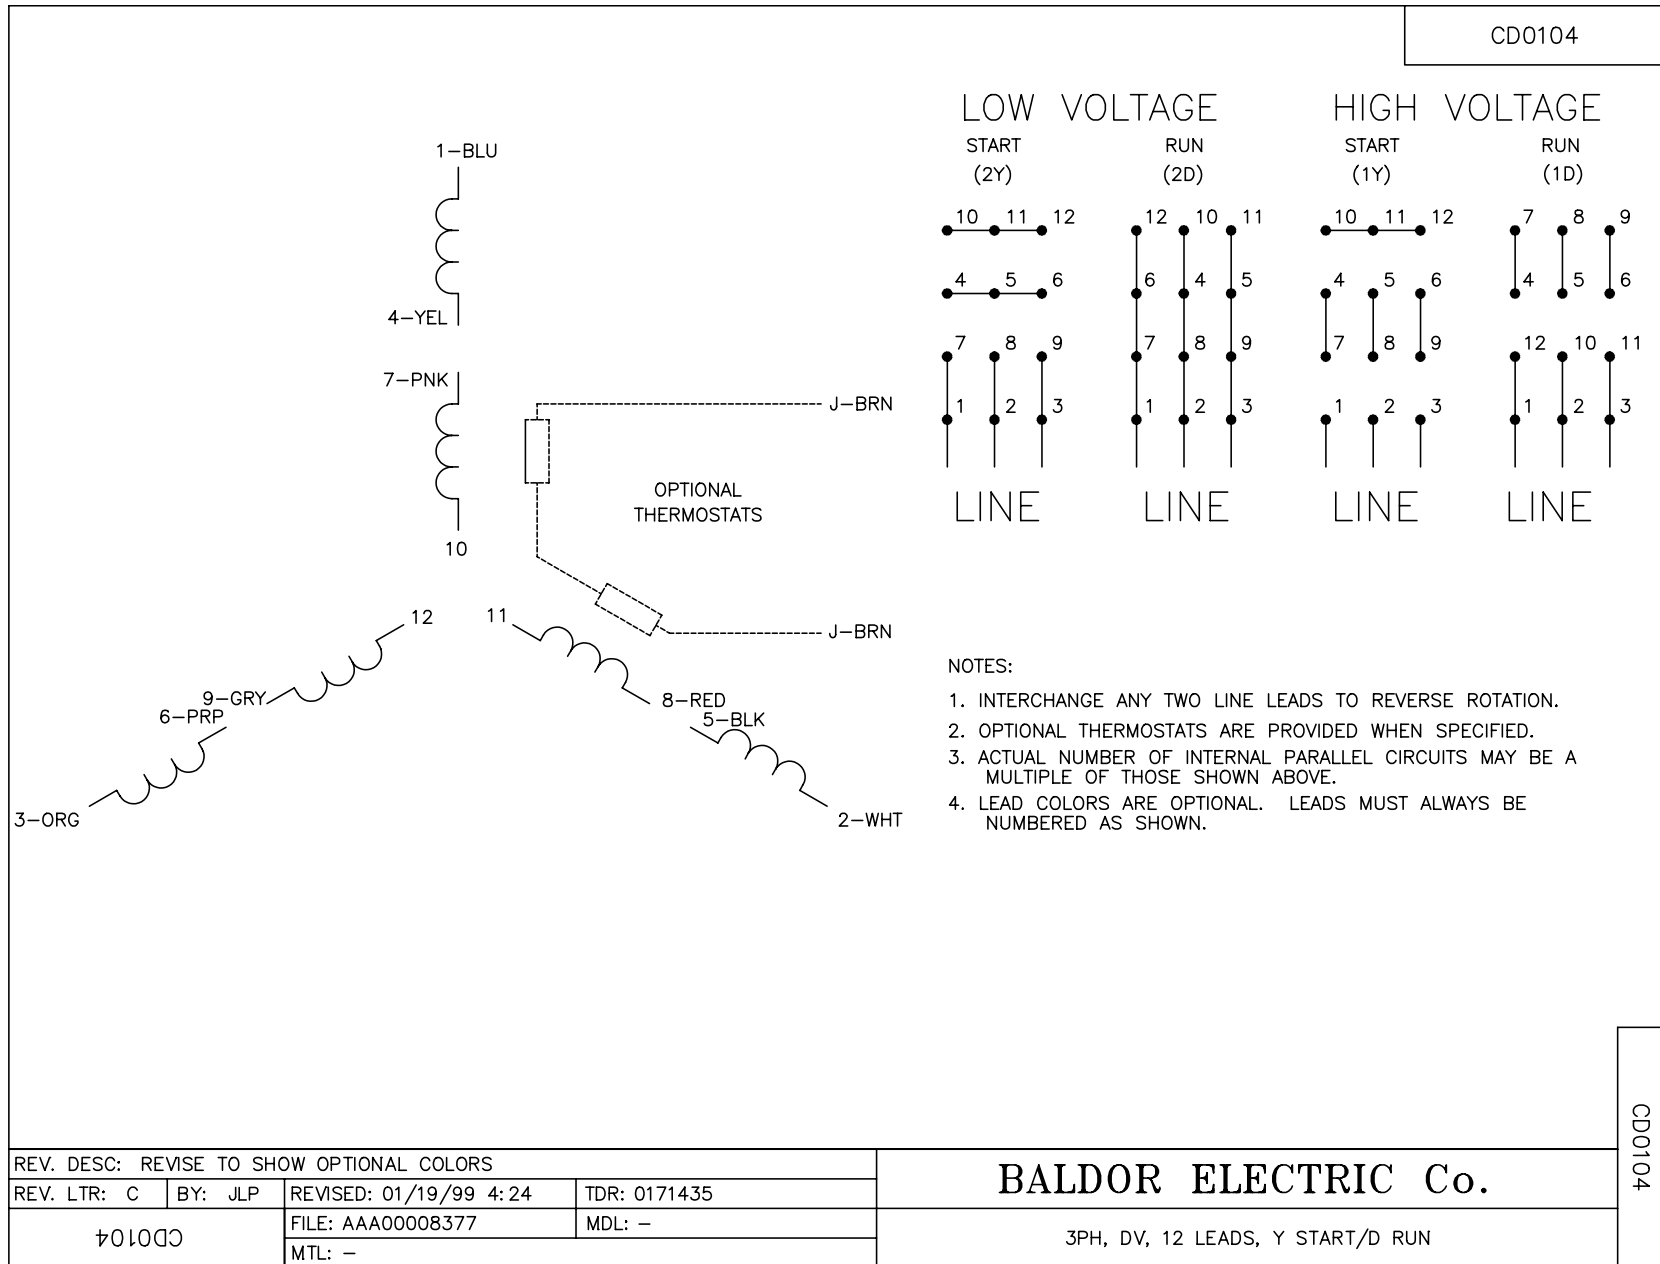 CD0104
LOW VOLTAGE HIGH VOLTAGE
START RUN START RUN
(2Y) (2D) (1Y) (1D)
10 11 12 12 10 11 10 11 12 7 8 9
4 5 6 6 4 5 4 5 6 4 5 6
7 8 9 7 8 9 7 8 9 12 10 11
1 2 3 1 2 3 1 2 3 1 2 3
LINE LINE LINE LINE
1-BLU
4-YEL
7-PNK
10
J-BRN
OPTIONAL
THERMOSTATS
J-BRN
12 11
9-GRY
6-PRP
3-ORG
8-RED
5-BLK
2-WHT
NOTES:
1. INTERCHANGE ANY TWO LINE LEADS TO REVERSE ROTATION.
2. OPTIONAL THERMOSTATS ARE PROVIDED WHEN SPECIFIED.
3. ACTUAL NUMBER OF INTERNAL PARALLEL CIRCUITS MAY BE A
MULTIPLE OF THOSE SHOWN ABOVE.
4. LEAD COLORS ARE OPTIONAL. LEADS MUST ALWAYS BE
NUMBERED AS SHOWN.
CD0104
REV. DESC: REVISE TO SHOW OPTIONAL COLORS
REV. LTR: C BY: JLP REVISED: 01/19/99 4:24 TDR: 0171435
CD0104
FILE: AAA00008377 MDL: -
MTL: -
BALDOR ELECTRIC Co.
3PH, DV, 12 LEADS, Y START/D RUN